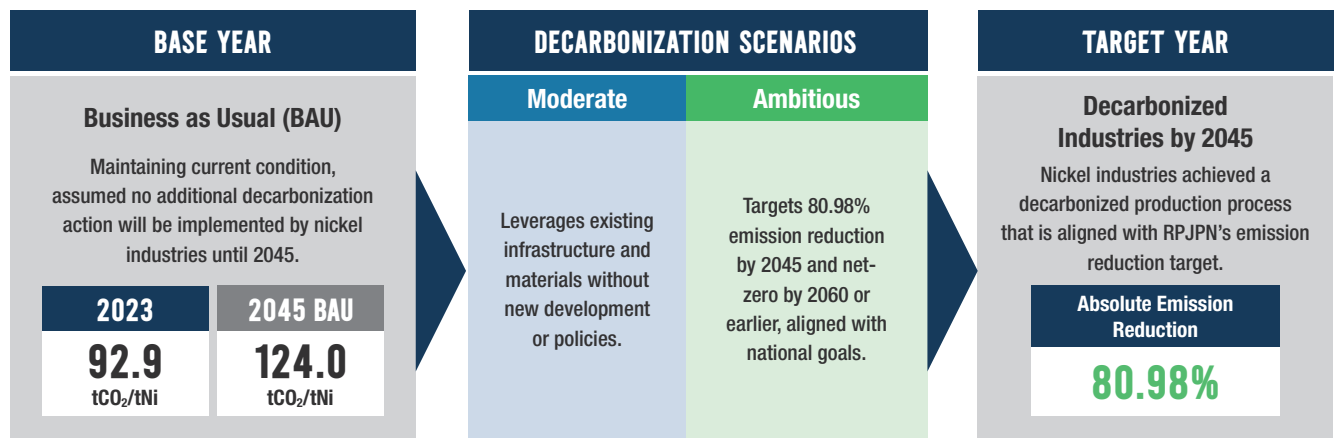 BASE YEAR
Business as Usual (BAU)
Maintaining current condition,
assumed no additional decarbonization
action will be implemented by nickel
industries until 2045.
2023
92.9
tCO₂/tNi
2045 BAU
124.0
tCO₂/tNi
DECARBONIZATION SCENARIOS
Moderate
Leverages existing
infrastructure and
materials without
new development
or policies.
Ambitious
Targets 80.98%
emission reduction
by 2045 and net-
zero by 2060 or
earlier, aligned with
national goals.
TARGET YEAR
Decarbonized
Industries by 2045
Nickel industries achieved a
decarbonized production process
that is aligned with RPJPN's emission
reduction target.
Absolute Emission
Reduction
80.98%